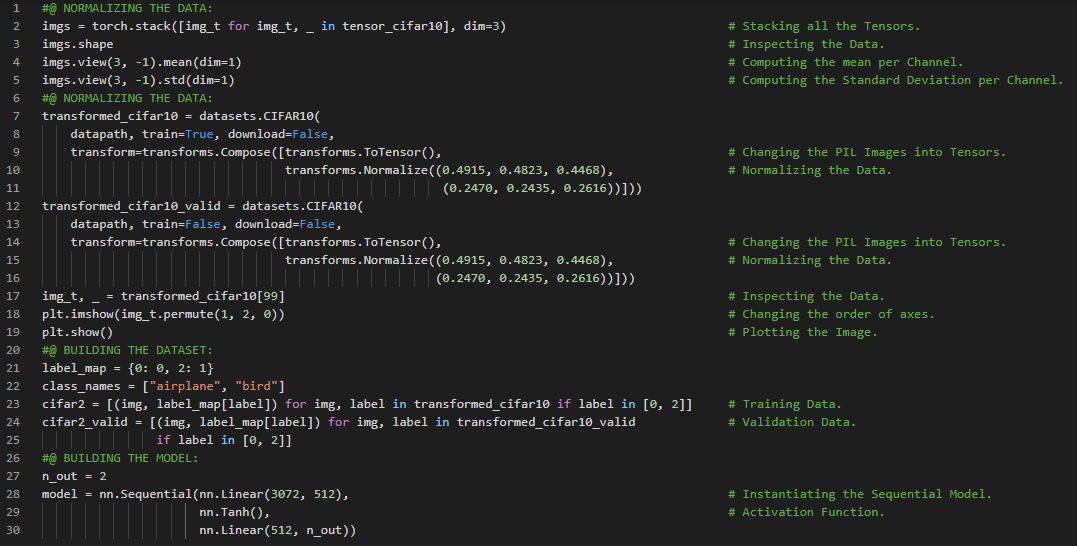 1 #@ NORMALIZING THE DATA:
2 imgs = torch.stack([img_t for img_t, _ in tensor_cifar10], dim=3) # Stacking all the Tensors.
3 imgs.shape # Inspecting the Data.
4 imgs.view(3, -1).mean(dim=1) # Computing the mean per Channel.
5 imgs.view(3, -1).std(dim=1) # Computing the Standard Deviation per Channel.
6 #@ NORMALIZING THE DATA:
7 transformed_cifar10 = datasets.CIFAR10(
8     datapath, train=True, download=False,
9     transform=transforms.Compose([transforms.ToTensor(), # Changing the PIL Images into Tensors.
10                                   transforms.Normalize((0.4915, 0.4823, 0.4468), # Normalizing the Data.
11                                                        (0.2470, 0.2435, 0.2616))]))
12 transformed_cifar10_valid = datasets.CIFAR10(
13     datapath, train=False, download=False,
14     transform=transforms.Compose([transforms.ToTensor(), # Changing the PIL Images into Tensors.
15                                   transforms.Normalize((0.4915, 0.4823, 0.4468), # Normalizing the Data.
16                                                       (0.2470, 0.2435, 0.2616))]))
17 img_t, _ = transformed_cifar10[99] # Inspecting the Data.
18 plt.imshow(img_t.permute(1, 2, 0)) # Changing the order of axes.
19 plt.show() # Plotting the Image.
20 #@ BUILDING THE DATASET:
21 label_map = {0: 0, 2: 1}
22 class_names = ["airplane", "bird"]
23 cifar2 = [(img, label_map[label]) for img, label in transformed_cifar10 if label in [0, 2]] # Training Data.
24 cifar2_valid = [(img, label_map[label]) for img, label in transformed_cifar10_valid # Validation Data.
25                 if label in [0, 2]]
26 #@ BUILDING THE MODEL:
27 n_out = 2
28 model = nn.Sequential(nn.Linear(3072, 512), # Instantiating the Sequential Model.
29                       nn.Tanh(), # Activation Function.
30                       nn.Linear(512, n_out))